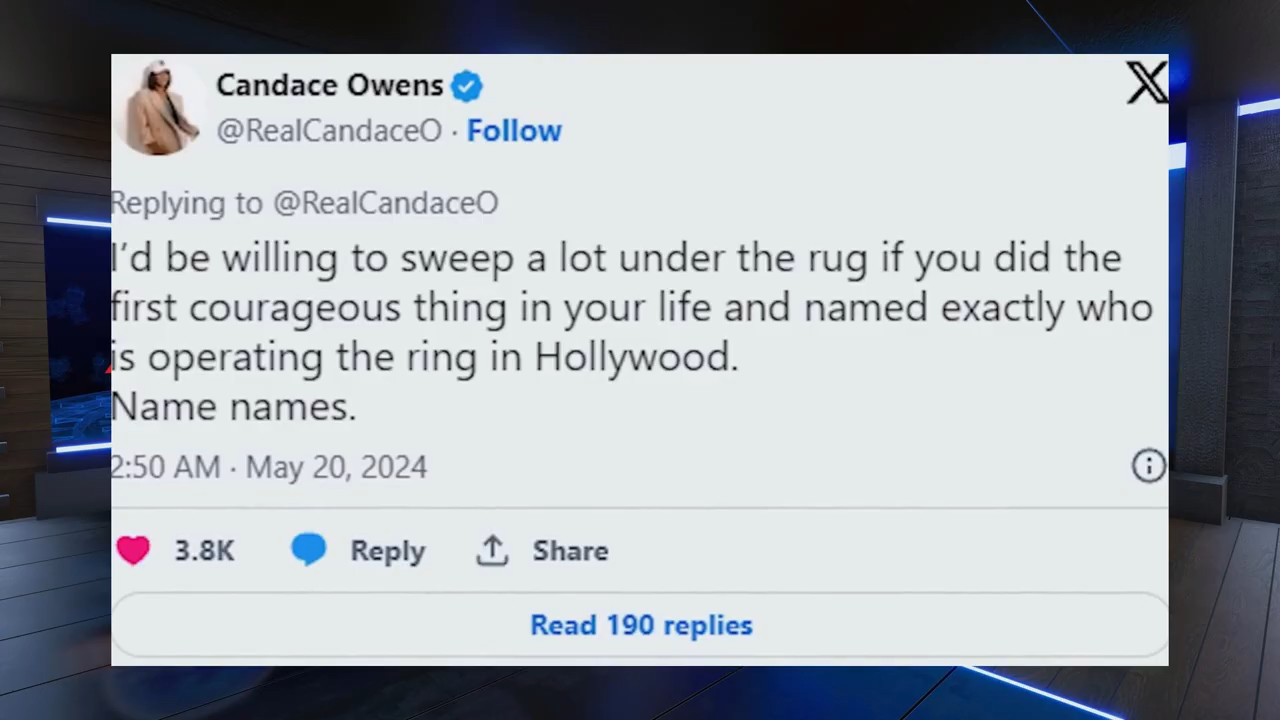 Candace Owens
@RealCandaceO · Follow
Replying to @RealCandaceO
I'd be willing to sweep a lot under the rug if you did the
first courageous thing in your life and named exactly who
is operating the ring in Hollywood.
Name names.
2:50 AM · May 20, 2024
3.8K Reply Share
Read 190 replies